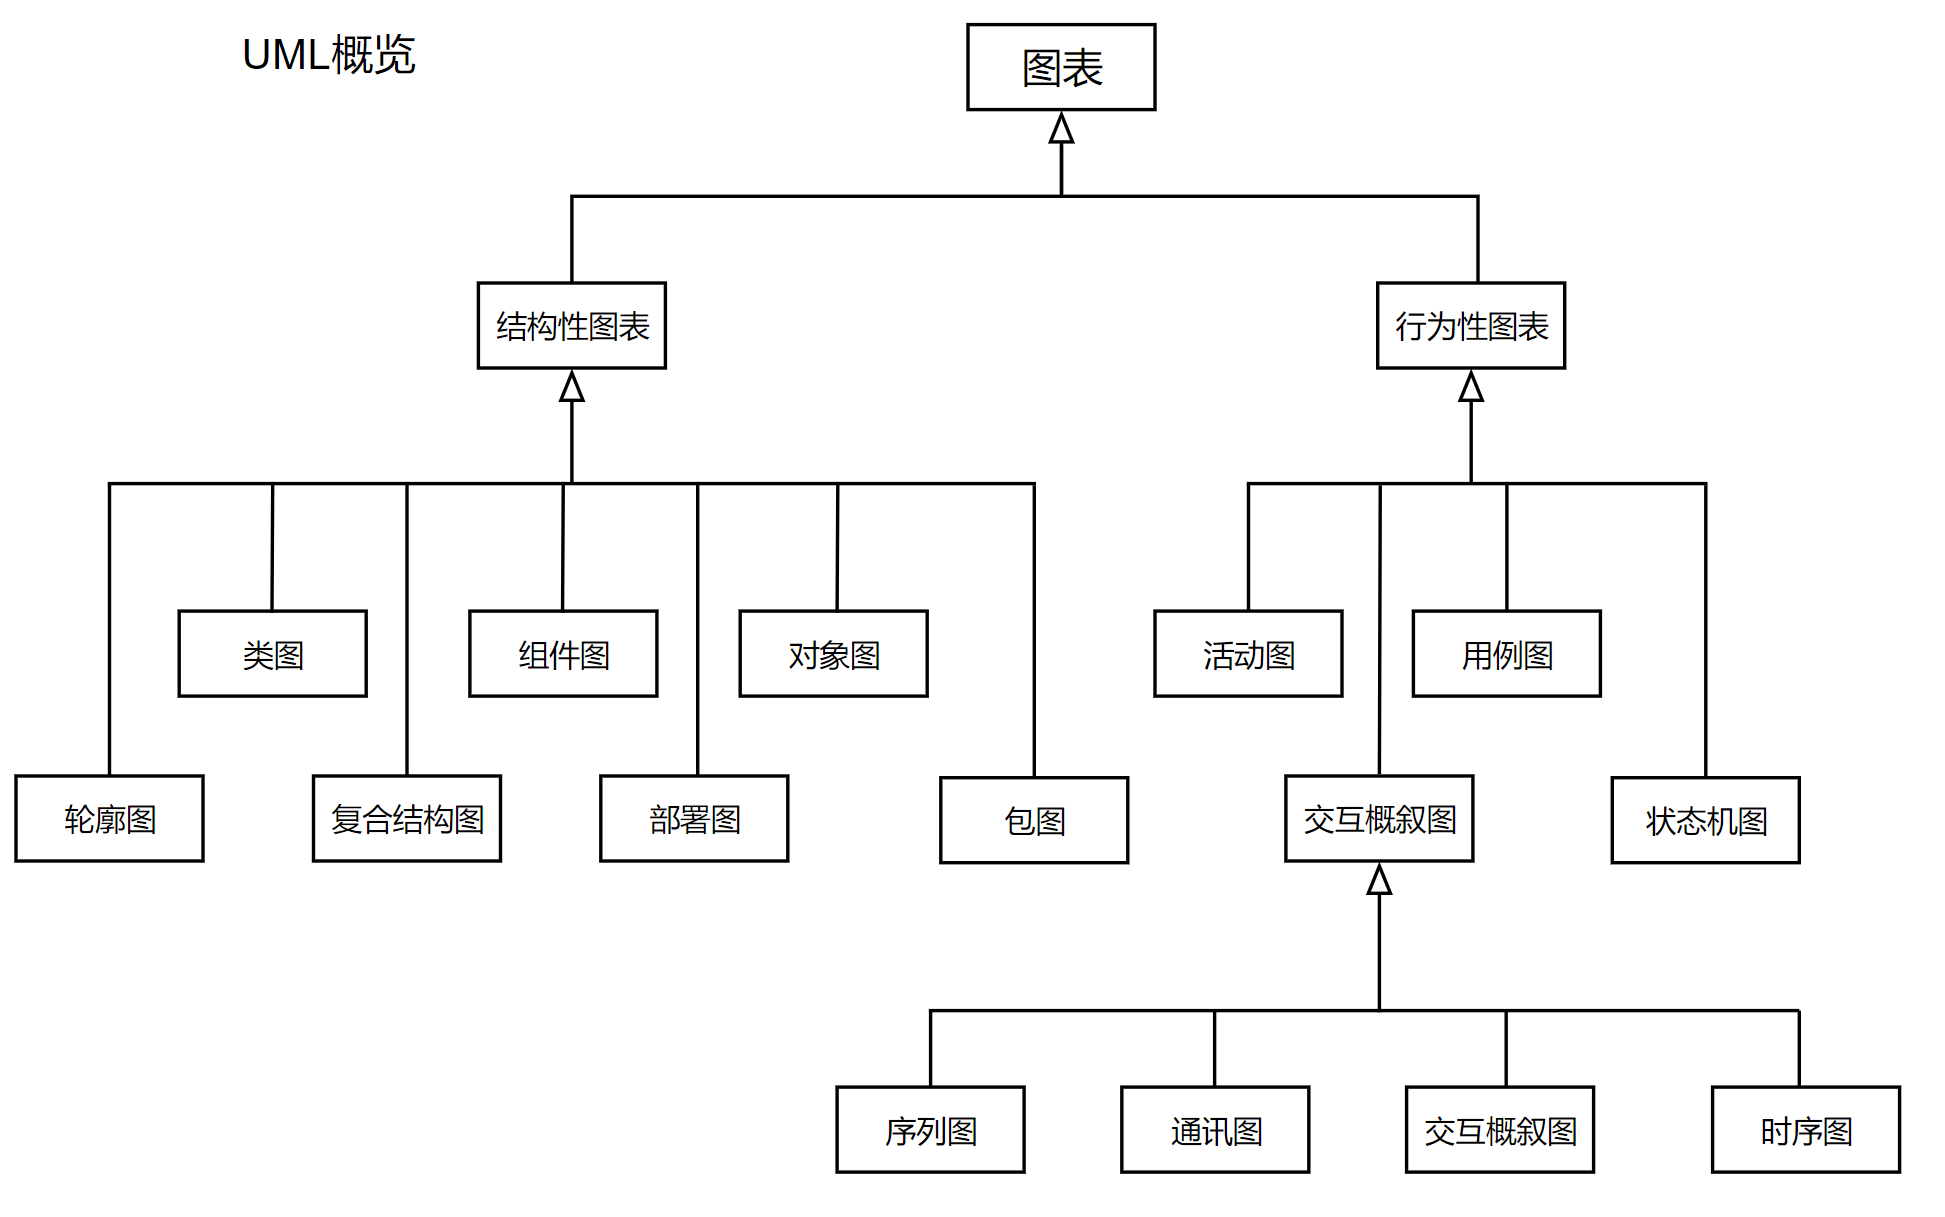 UML概览
图表
结构性图表
行为性图表
类图
组件图
对象图
活动图
用例图
轮廓图
复合结构图
部署图
包图
交互概叙图
状态机图
序列图
通讯图
交互概叙图
时序图